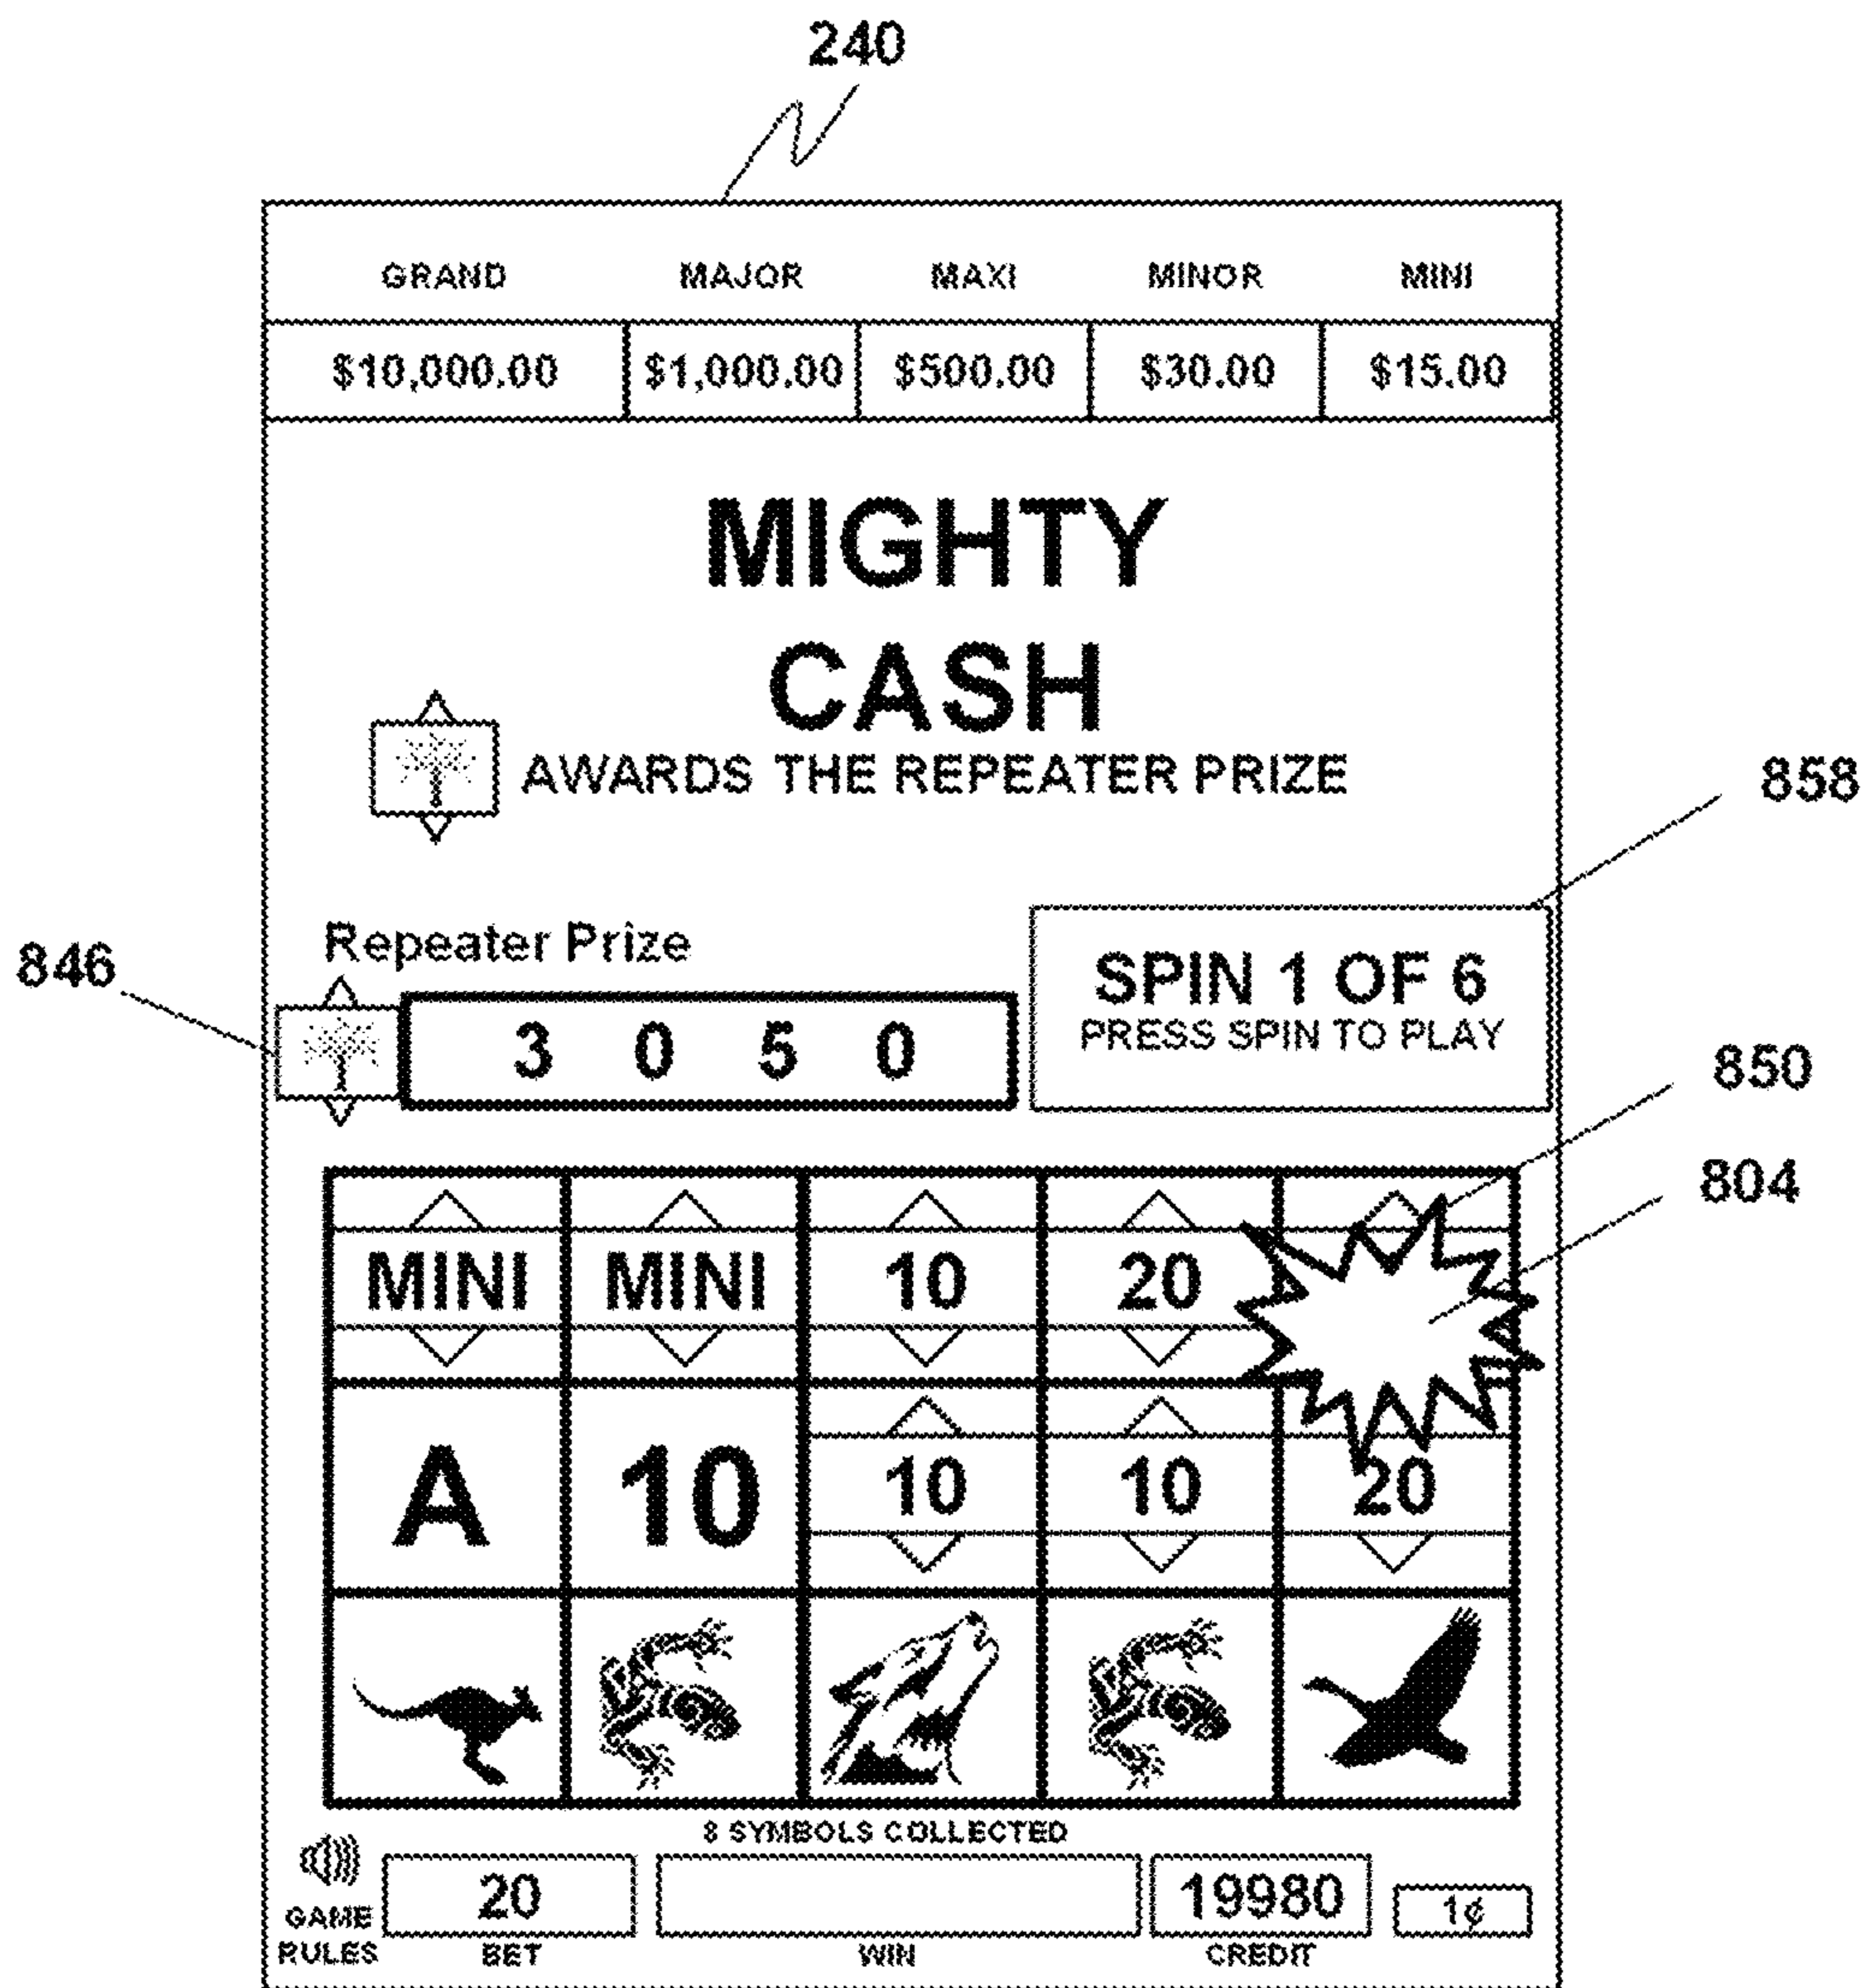 240
GRAND MAJOR MAXI MINOR MINI
$10,000.00 $1,000.00 $500.00 $30.00 $15.00
MIGHTY
CASH
AWARDS THE REPEATER PRIZE
858
Repeater Prize
846
SPIN 1 OF 6
PRESS SPIN TO PLAY
3 0 5 0
850
804
MINI MINI 10 20
A 10 10 10 20
8 SYMBOLS COLLECTED
20 19980 1¢
GAME
RULES BET WIN CREDIT